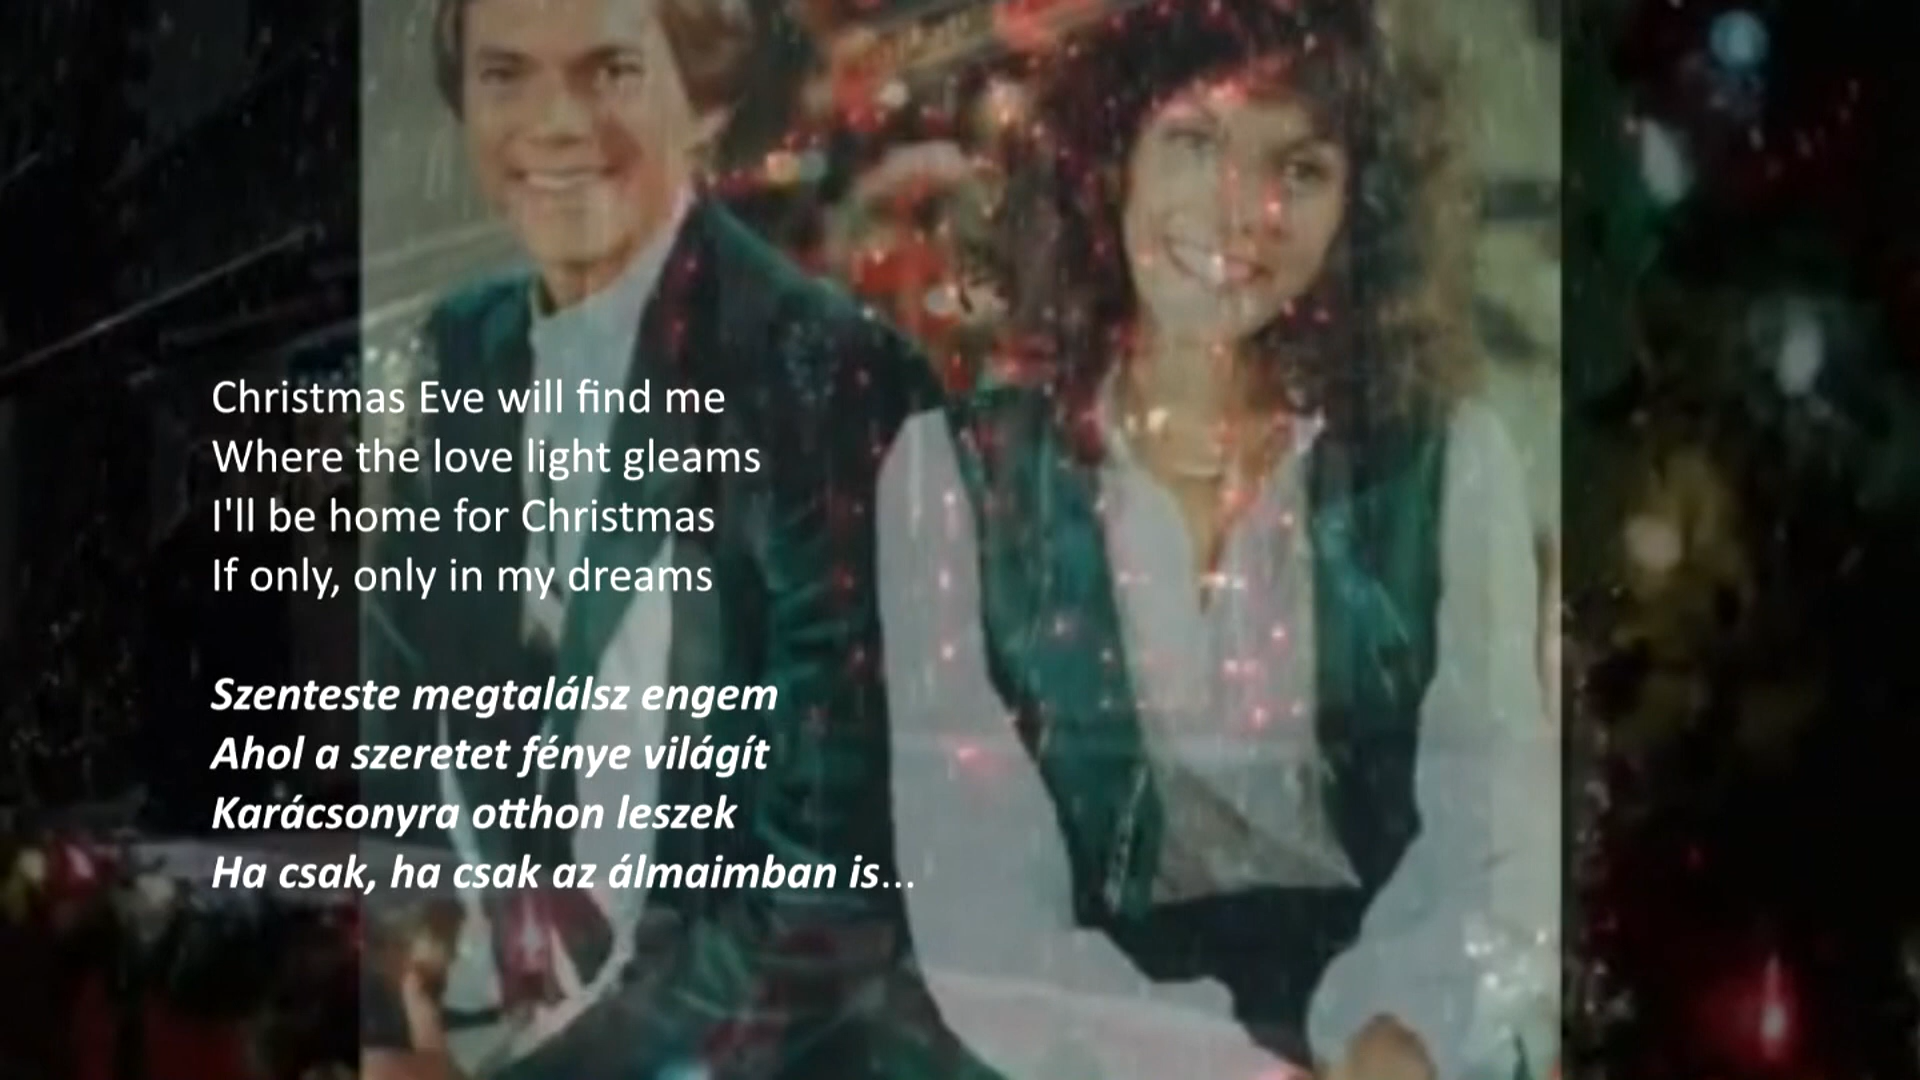 Christmas Eve will find me
Where the love light gleams
I'll be home for Christmas
If only, only in my dreams
Szenteste megtalálsz engem
Ahol a szeretet fénye világít
Karácsonyra otthon leszek
Ha csak, ha csak az álmaimban is...